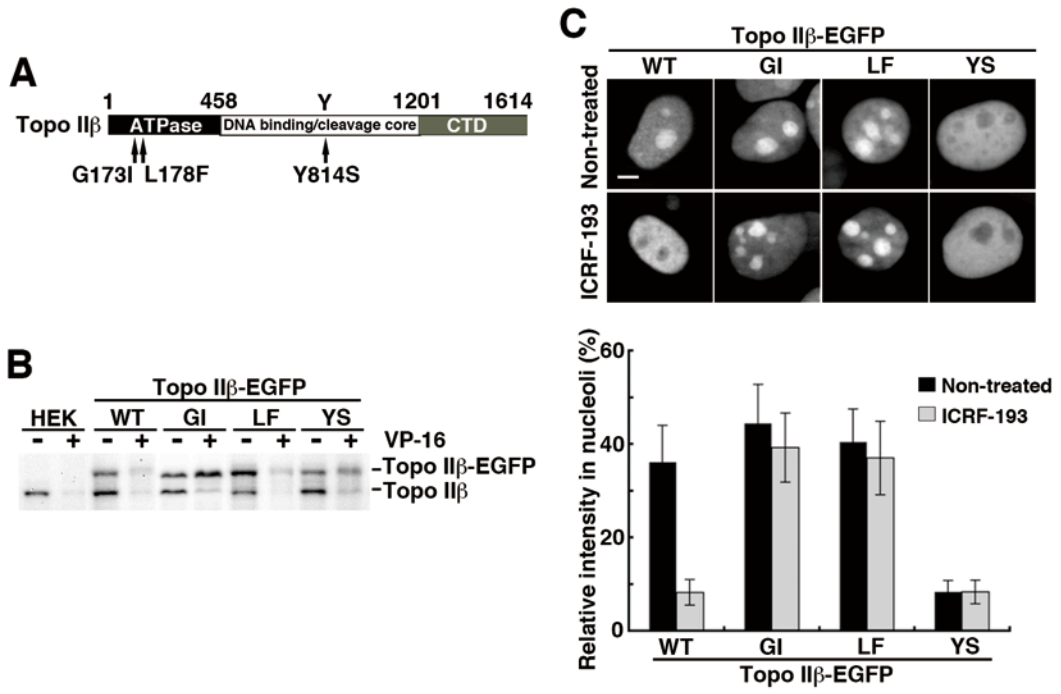 A
1 458 Y 1201 1614
Topo IIβ ATPase DNA binding/cleavage core CTD
G173I L178F Y814S
B
Topo IIβ-EGFP
HEK WT GI LF YS
- + - + - + - + - + VP-16
Topo IIβ-EGFP
Topo IIβ
C
Topo IIβ-EGFP
WT GI LF YS
Non-treated
ICRF-193
Relative intensity in nucleoli (%)
60
40
20
0
Non-treated
ICRF-193
WT GI LF YS
Topo IIβ-EGFP